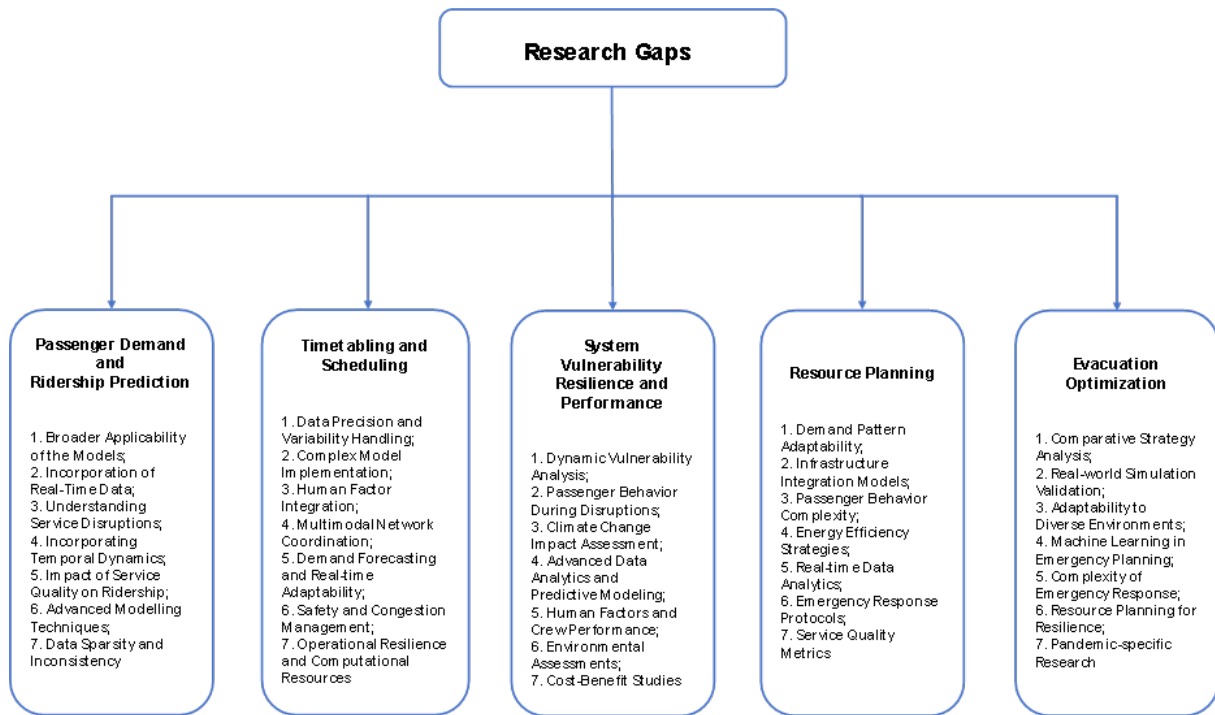 Research Gaps
Passenger Demand
and
Ridership Prediction
1. Broader Applicability
of the Models;
2. Incorporation of
Real-Time Data;
3. Understanding
Service Disruptions;
4. Incorporating
Temporal Dynamics;
5. Impact of Service
Quality on Ridership;
6. Advanced Modelling
Techniques;
7. Data Sparsity and
Inconsistency
Timetabling and
Scheduling
1. Data Precision and
Variability Handling;
2. Complex Model
Implementation;
3. Human Factor
Integration;
4. Multimodal Network
Coordination;
5. Demand Forecasting
and Real-time
Adaptability;
6. Safety and Congestion
Management;
7. Operational Resilience
and Computational
Resources
System
Vulnerability
Resilience and
Performance
1. Dynamic Vulnerability
Analysis;
2. Passenger Behavior
During Disruptions;
3. Climate Change
Impact Assessment;
4. Advanced Data
Analytics and
Predictive Modeling;
5. Human Factors and
Crew Performance;
6. Environmental
Assessments;
7. Cost-Benefit Studies
Resource Planning
1. Demand Pattern
Adaptability;
2. Infrastructure
Integration Models;
3. Passenger Behavior
Complexity;
4. Energy Efficiency
Strategies;
5. Real-time Data
Analytics;
6. Emergency Response
Protocols;
7. Service Quality
Metrics
Evacuation
Optimization
1. Comparative Strategy
Analysis;
2. Real-world Simulation
Validation;
3. Adaptability to
Diverse Environments;
4. Machine Learning in
Emergency Planning;
5. Complexity of
Emergency Response;
6. Resource Planning for
Resilience;
7. Pandemic-specific
Research